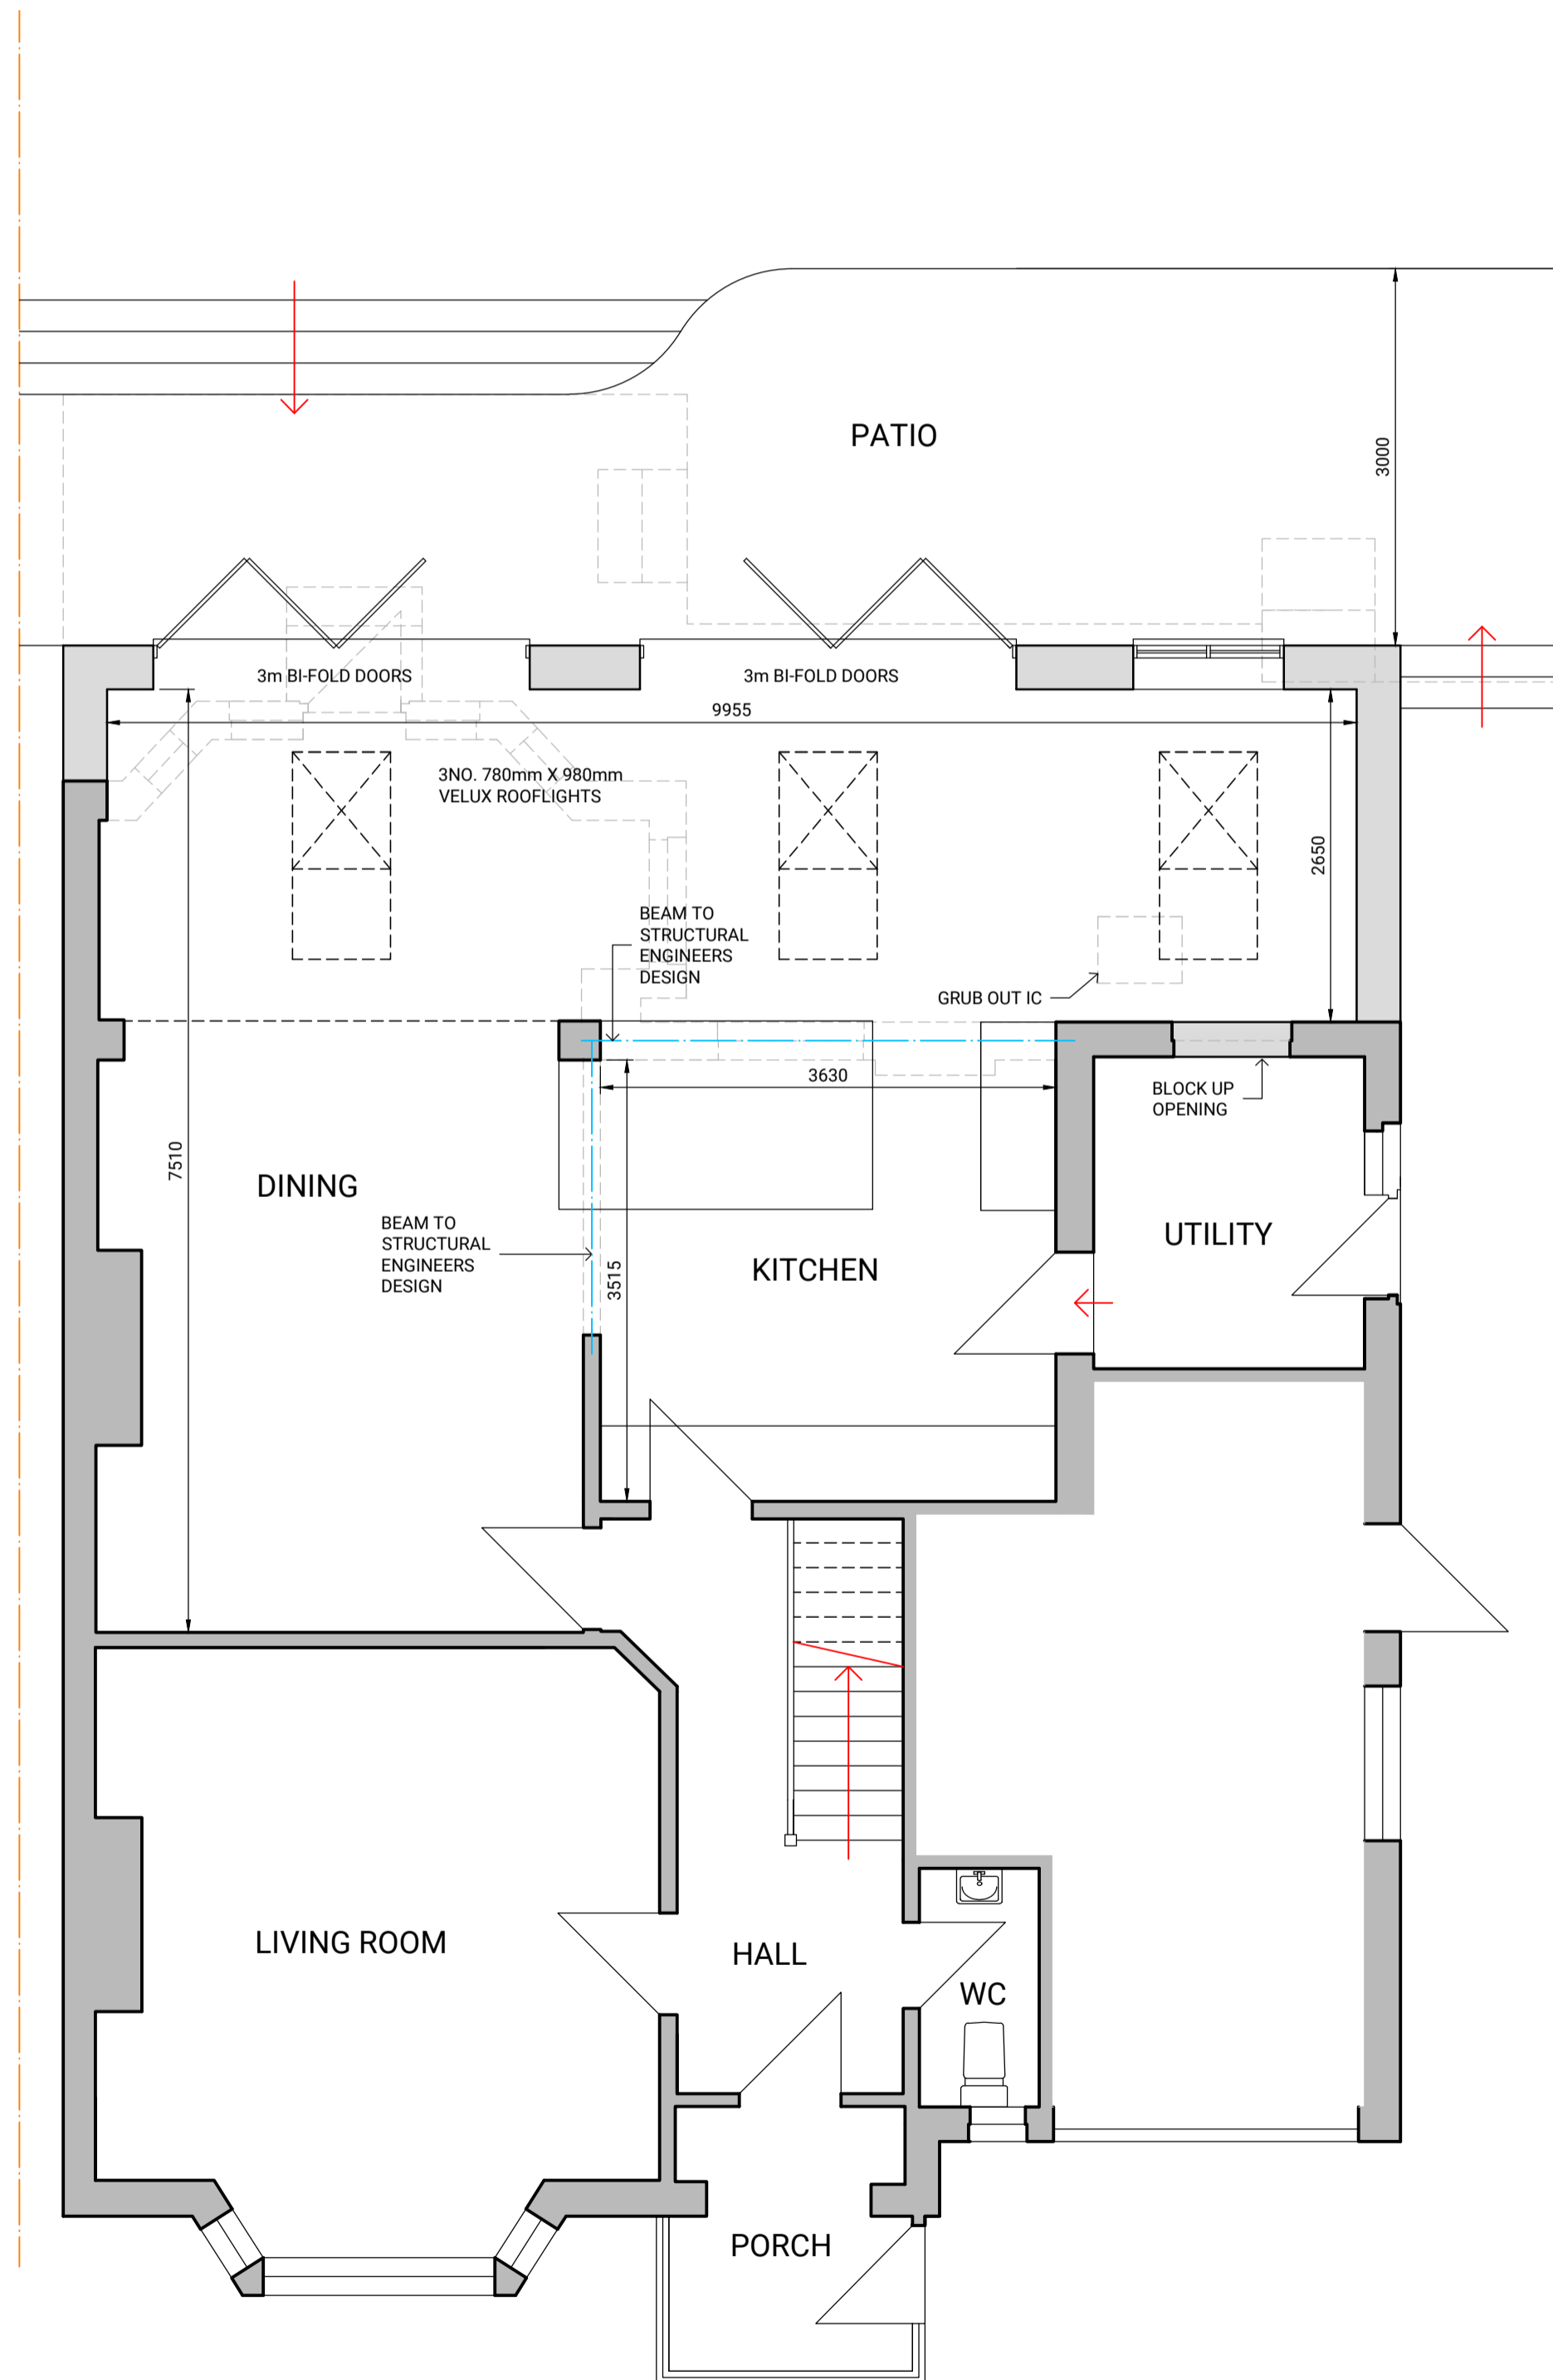 PATIO
3000
3m BI-FOLD DOORS
3m BI-FOLD DOORS
9955
3NO. 780mm X 980mm
VELUX ROOFLIGHTS
2650
BEAM TO
STRUCTURAL
ENGINEERS
DESIGN
GRUB OUT IC
3630
BLOCK UP
OPENING
7510
DINING
BEAM TO
STRUCTURAL
ENGINEERS
DESIGN
3515
KITCHEN
UTILITY
LIVING ROOM
HALL
WC
PORCH